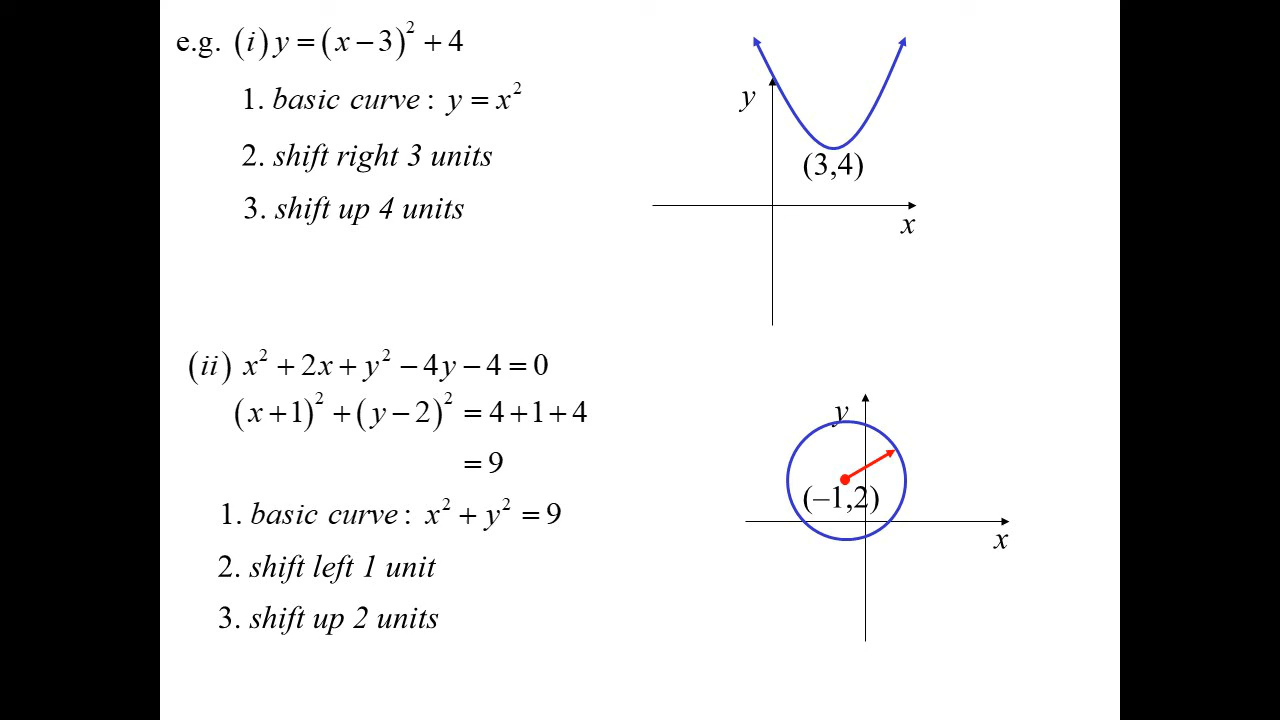 e.g. (i) y = (x − 3)² + 4
1. basic curve : y = x²
2. shift right 3 units
3. shift up 4 units
y
(3,4)
x
(ii) x² + 2x + y² − 4y − 4 = 0
(x + 1)² + (y − 2)² = 4 + 1 + 4
= 9
1. basic curve : x² + y² = 9
2. shift left 1 unit
3. shift up 2 units
y
(–1,2)
x